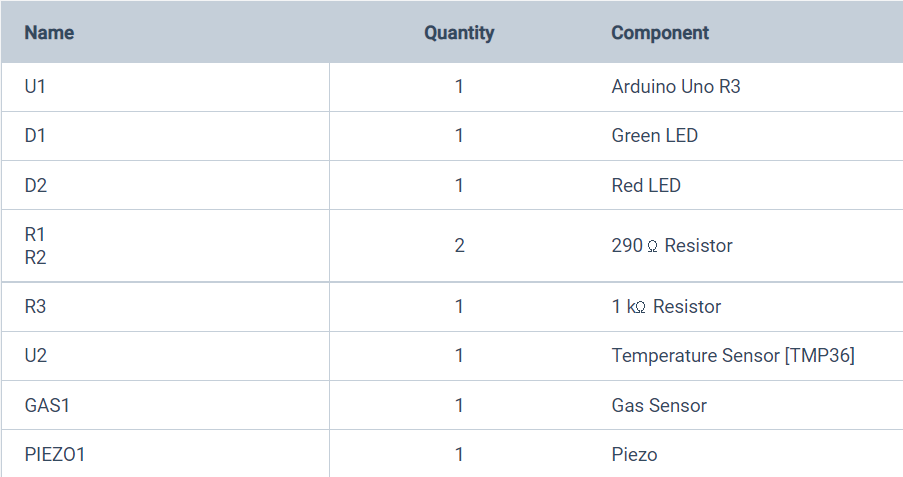 Name Quantity Component
U1 1 Arduino Uno R3
D1 1 Green LED
D2 1 Red LED
R1
R2 2 290 Ω Resistor
R3 1 1 kΩ Resistor
U2 1 Temperature Sensor [TMP36]
GAS1 1 Gas Sensor
PIEZO1 1 Piezo